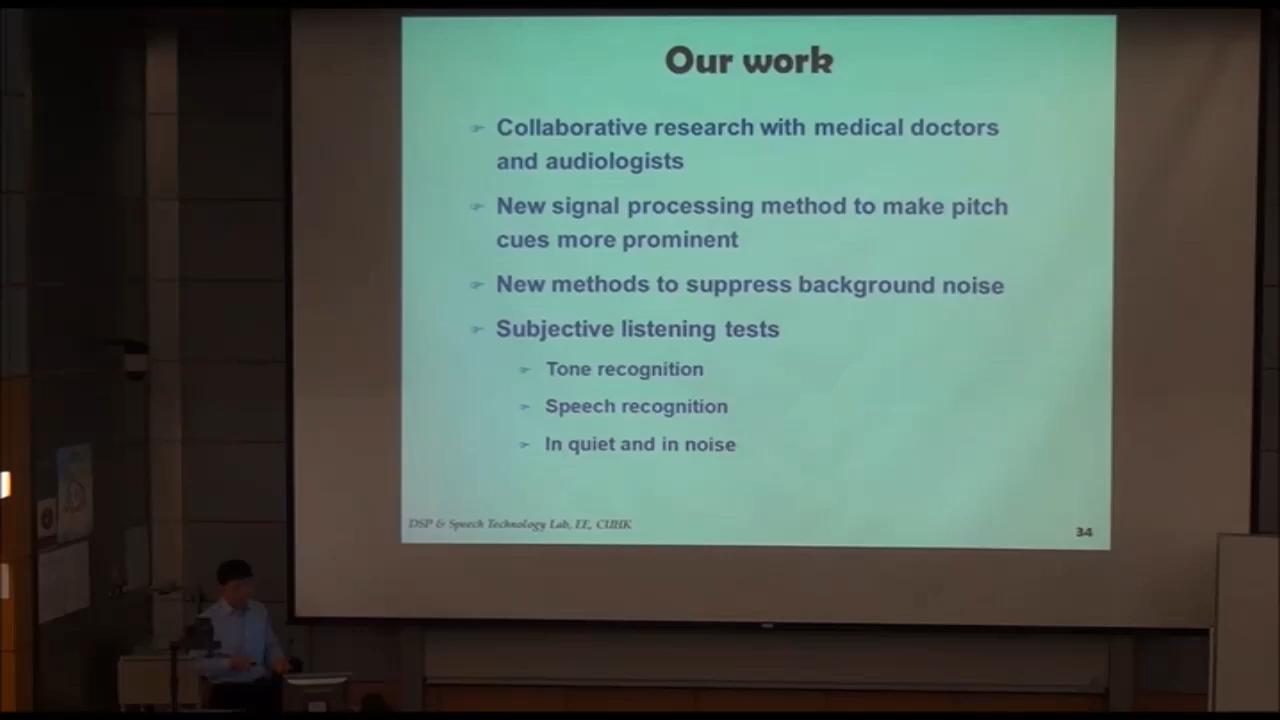 Our work
Collaborative research with medical doctors
and audiologists
New signal processing method to make pitch
cues more prominent
New methods to suppress background noise
Subjective listening tests
Tone recognition
Speech recognition
In quiet and in noise
DSP & Speech Technology Lab, EE, CUHK
34